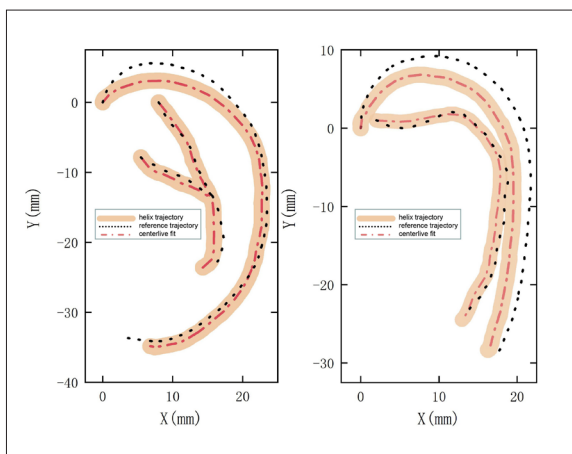 0
-10
-20
-30
-40
Y(mm)
0
10
20
X(mm)
helix trajectory
reference trajectory
centerlive fit
10
0
-10
-20
-30
Y(mm)
0
10
20
X(mm)
helix trajectory
reference trajectory
centerlive fit